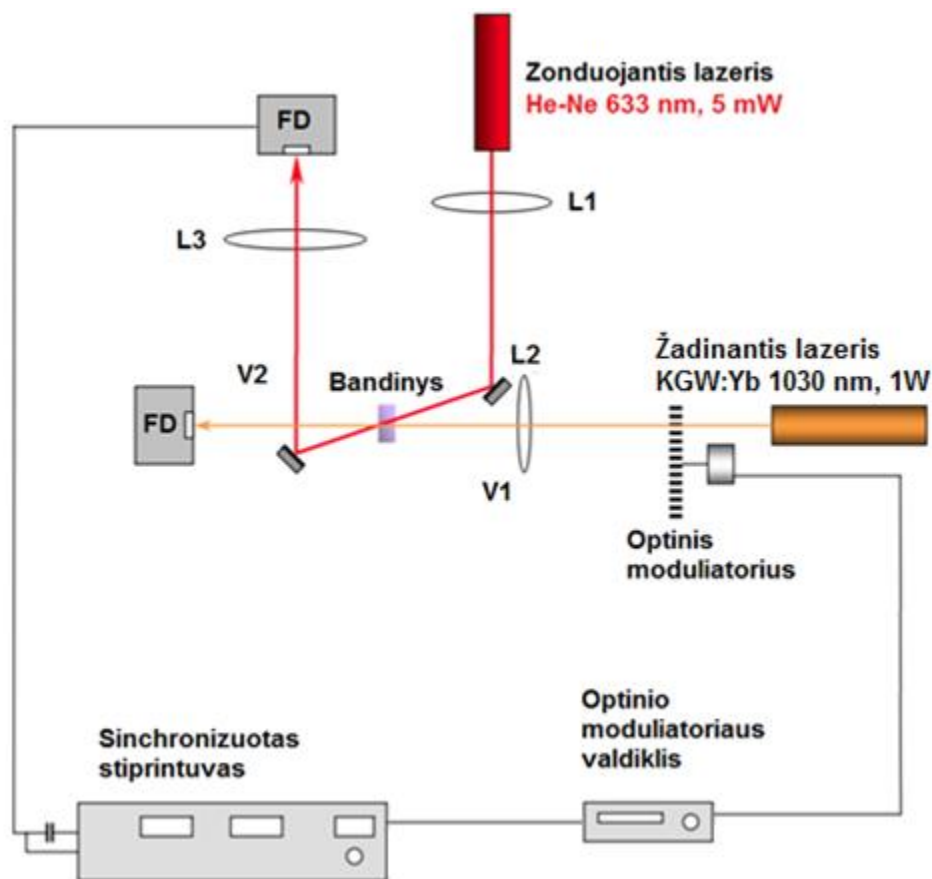 Zonduojantis lazeris
He-Ne 633 nm, 5 mW
FD
L1
L3
Žadinantis lazeris
KGW:Yb 1030 nm, 1W
L2
V2
Bandinys
FD
V1
Optinis
moduliatorius
Optinio
moduliatoriaus
valdiklis
Sinchronizuotas
stiprintuvas